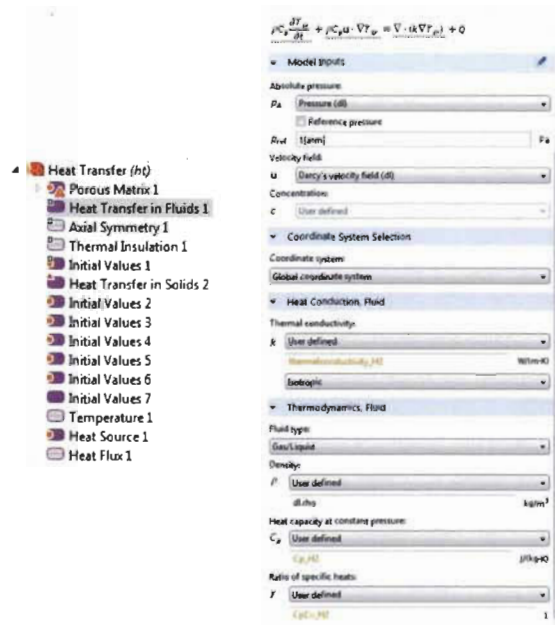 Heat Transfer (ht)
Porous Matrix 1
Heat Transfer in Fluids 1
Axial Symmetry 1
Thermal Insulation 1
Initial Values 1
Heat Transfer in Solids 2
Initial Values 2
Initial Values 3
Initial Values 4
Initial Values 5
Initial Values 6
Initial Values 7
Temperature 1
Heat Source 1
Heat Flux 1
Model Inputs
Absolute pressure:
pA Pressure (dl)
Reference pressure
pref 1[atm] Pa
Velocity field:
u Darcy's velocity field (dl)
Concentration:
c User defined
Coordinate System Selection
Coordinate system:
Global coordinate system
Heat Conduction, Fluid
Thermal conductivity:
k User defined
thermalconductivity_H2 W/(m·K)
Isotropic
Thermodynamics, Fluid
Fluid type:
Gas/Liquid
Density:
ρ User defined
dl.rho kg/m³
Heat capacity at constant pressure:
Cp User defined
Cp_H2 J/(kg·K)
Ratio of specific heats:
γ User defined
CpCv_H2 1